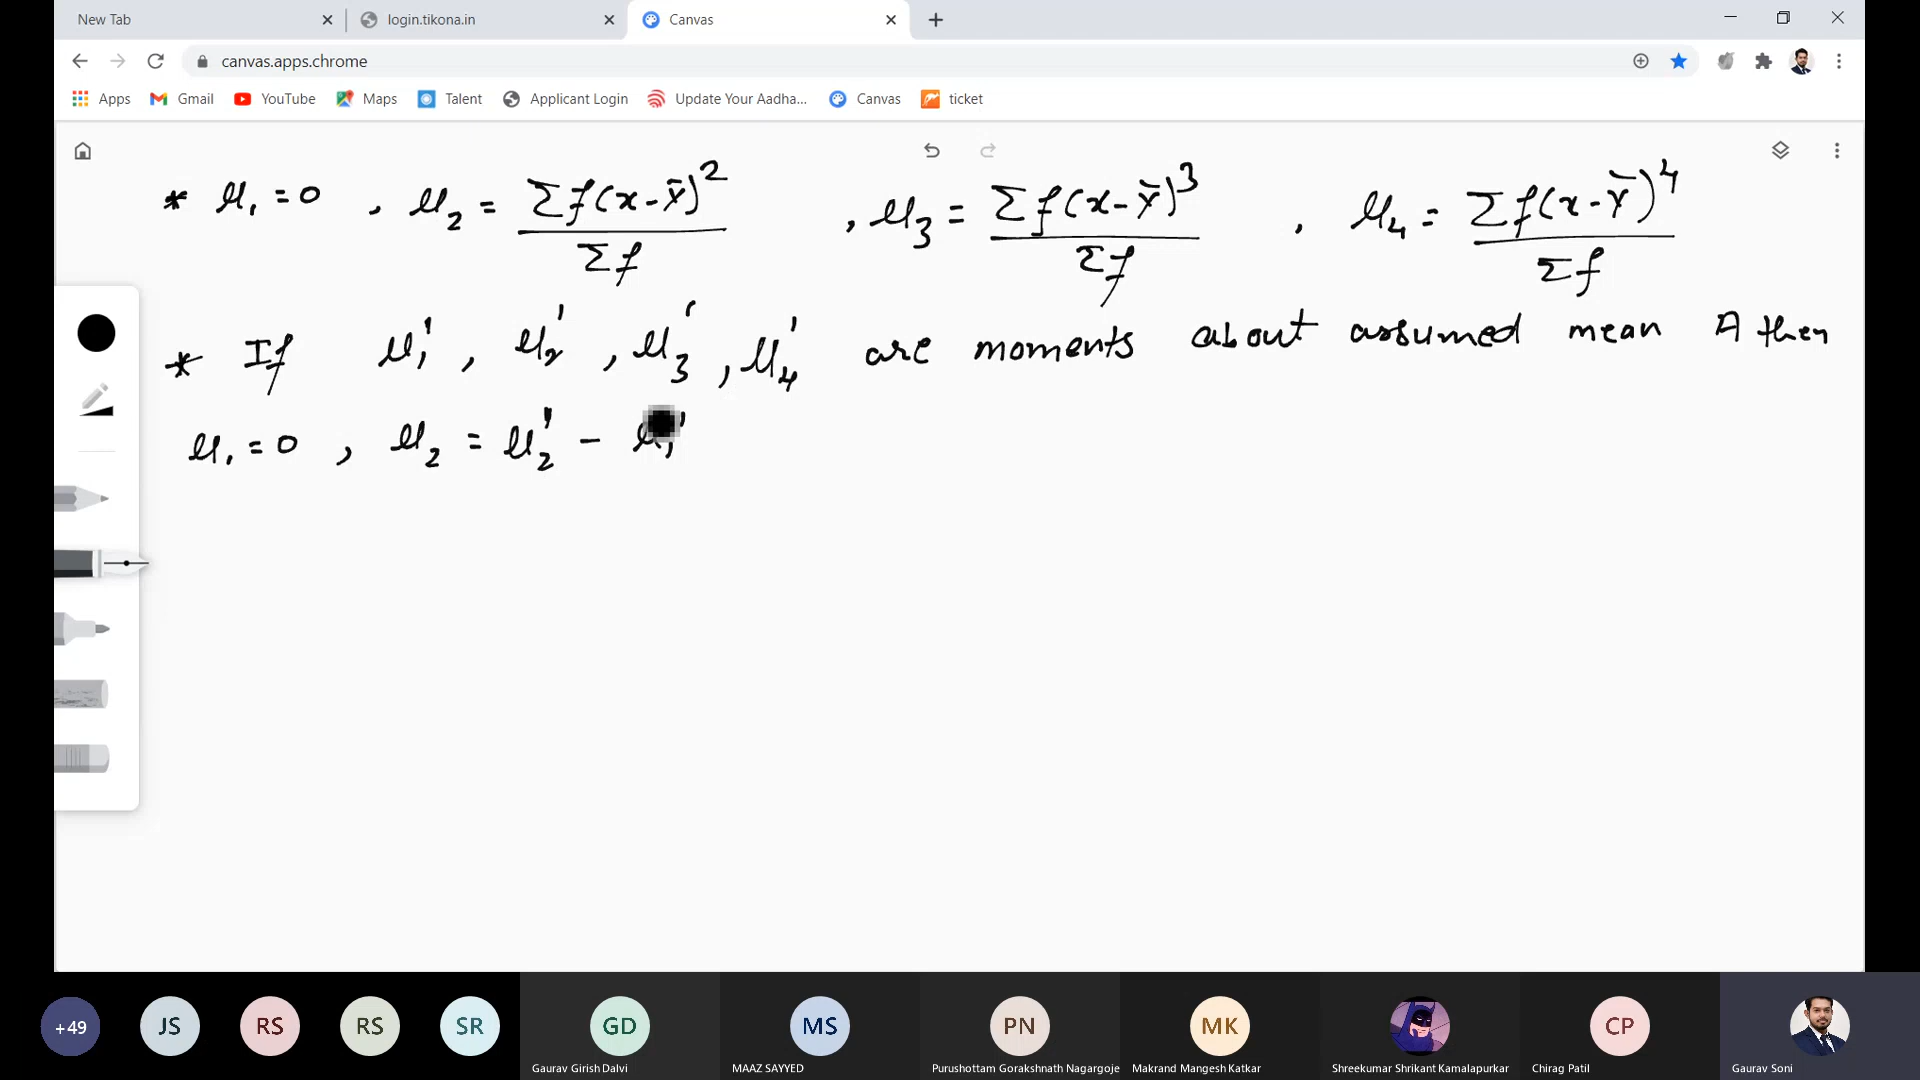 New Tab login.tikona.in Canvas
canvas.apps.chrome
Apps Gmail YouTube Maps Talent Applicant Login Update Your Aadha... Canvas ticket
* μ₁ = 0 , μ₂ = Σf(x-x̄)² / Σf , μ₃ = Σf(x-x̄)³ / Σf , μ₄ = Σf(x-x̄)⁴ / Σf
* If μ₁' , μ₂' , μ₃' , μ₄' are moments about assumed mean A then
μ₁ = 0 , μ₂ = μ₂' - μ₁'
+49 JS RS RS SR GD MS PN MK CP
Gaurav Girish Dalvi MAAZ SAYYED Purushottam Gorakshnath Nagargoje Makrand Mangesh Katkar Shreekumar Shrikant Kamalapurkar Chirag Patil Gaurav Soni